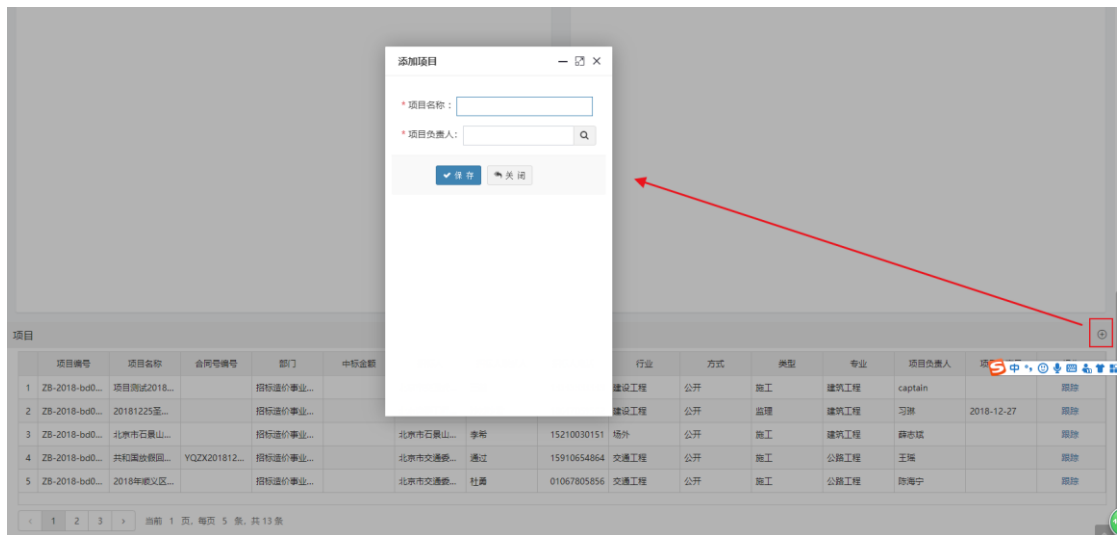 添加项目
* 项目名称：
* 项目负责人:
保 存 关 闭
项目
项目编号 项目名称 合同号编号 部门 中标金额 行业 方式 类型 专业 项目负责人
1 ZB-2018-bd0... 项目测试2018... 招标造价事业... 建设工程 公开 施工 建筑工程 captain 跟踪
2 ZB-2018-bd0... 20181225圣... 招标造价事业... 建设工程 公开 监理 建筑工程 习琳 2018-12-27 跟踪
3 ZB-2018-bd0... 北京市石景山... 招标造价事业... 北京市石景山... 李希 15210030151 场外 公开 施工 建筑工程 薛志斌 跟踪
4 ZB-2018-bd0... 共和国放假回... YQZX201812... 招标造价事业... 北京市交通委... 通过 15910654864 交通工程 公开 施工 公路工程 王瑶 跟踪
5 ZB-2018-bd0... 2018年顺义区... 招标造价事业... 北京市交通委... 杜勇 01067805856 交通工程 公开 施工 公路工程 陈海宁 跟踪
1 2 3 当前 1 页, 每页 5 条, 共 13 条